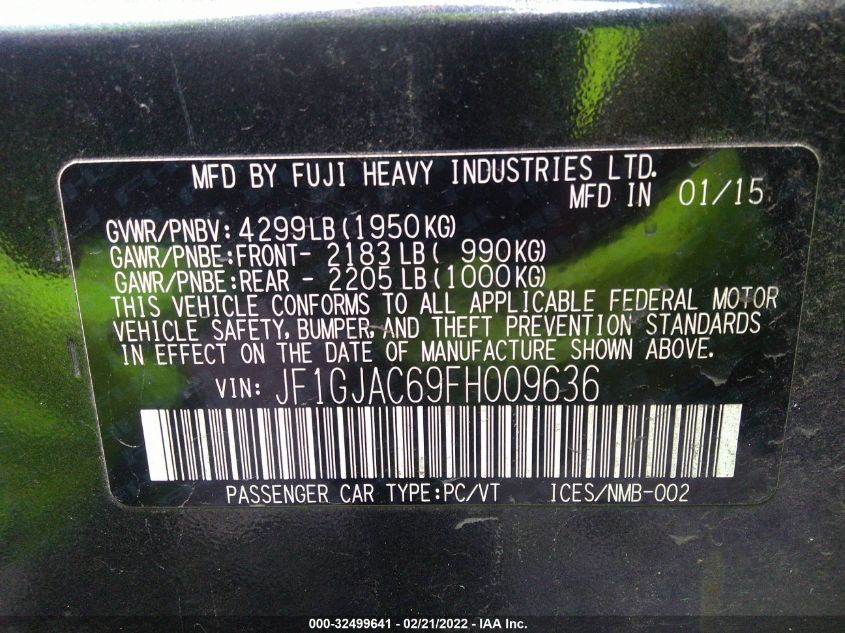 MFD BY FUJI HEAVY INDUSTRIES LTD.
MFD IN 01/15
GVWR/PNBV: 4299LB(1950KG)
GAWR/PNBE:FRONT- 2183 LB( 990KG)
GAWR/PNBE:REAR - 2205 LB(1000KG)
THIS VEHICLE CONFORMS TO ALL APPLICABLE FEDERAL MOTOR
VEHICLE SAFETY, BUMPER, AND THEFT PREVENTION STANDARDS
IN EFFECT ON THE DATE OF MANUFACTURE SHOWN ABOVE.
VIN: JF1GJAC69FH009636
PASSENGER CAR TYPE:PC/VT ICES/NMB-002
000-32499641 - 02/21/2022 - IAA Inc.